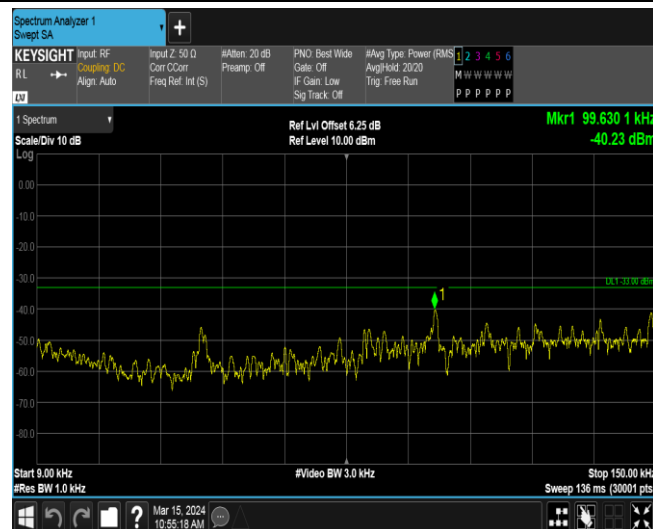 Spectrum Analyzer 1
Swept SA
+
KEYSIGHT
RL
LXI
Input: RF
Coupling: DC
Align: Auto
Input Z: 50 Ω
Corr CCorr
Freq Ref: Int (S)
#Atten: 20 dB
Preamp: Off
PNO: Best Wide
Gate: Off
IF Gain: Low
Sig Track: Off
#Avg Type: Power (RMS
Avg|Hold: 20/20
Trig: Free Run
1 2 3 4 5 6
M W W W W W
P P P P P P
1 Spectrum
Scale/Div 10 dB
Log
Ref Lvl Offset 6.25 dB
Ref Level 10.00 dBm
Mkr1 99.630 1 kHz
-40.23 dBm
0.00
-10.0
-20.0
-30.0
-40.0
-50.0
-60.0
-70.0
-80.0
DL1 -33.00 dBm
1
Start 9.00 kHz
#Res BW 1.0 kHz
#Video BW 3.0 kHz
Stop 150.00 kHz
Sweep 136 ms (30001 pts
?
Mar 15, 2024
10:55:18 AM